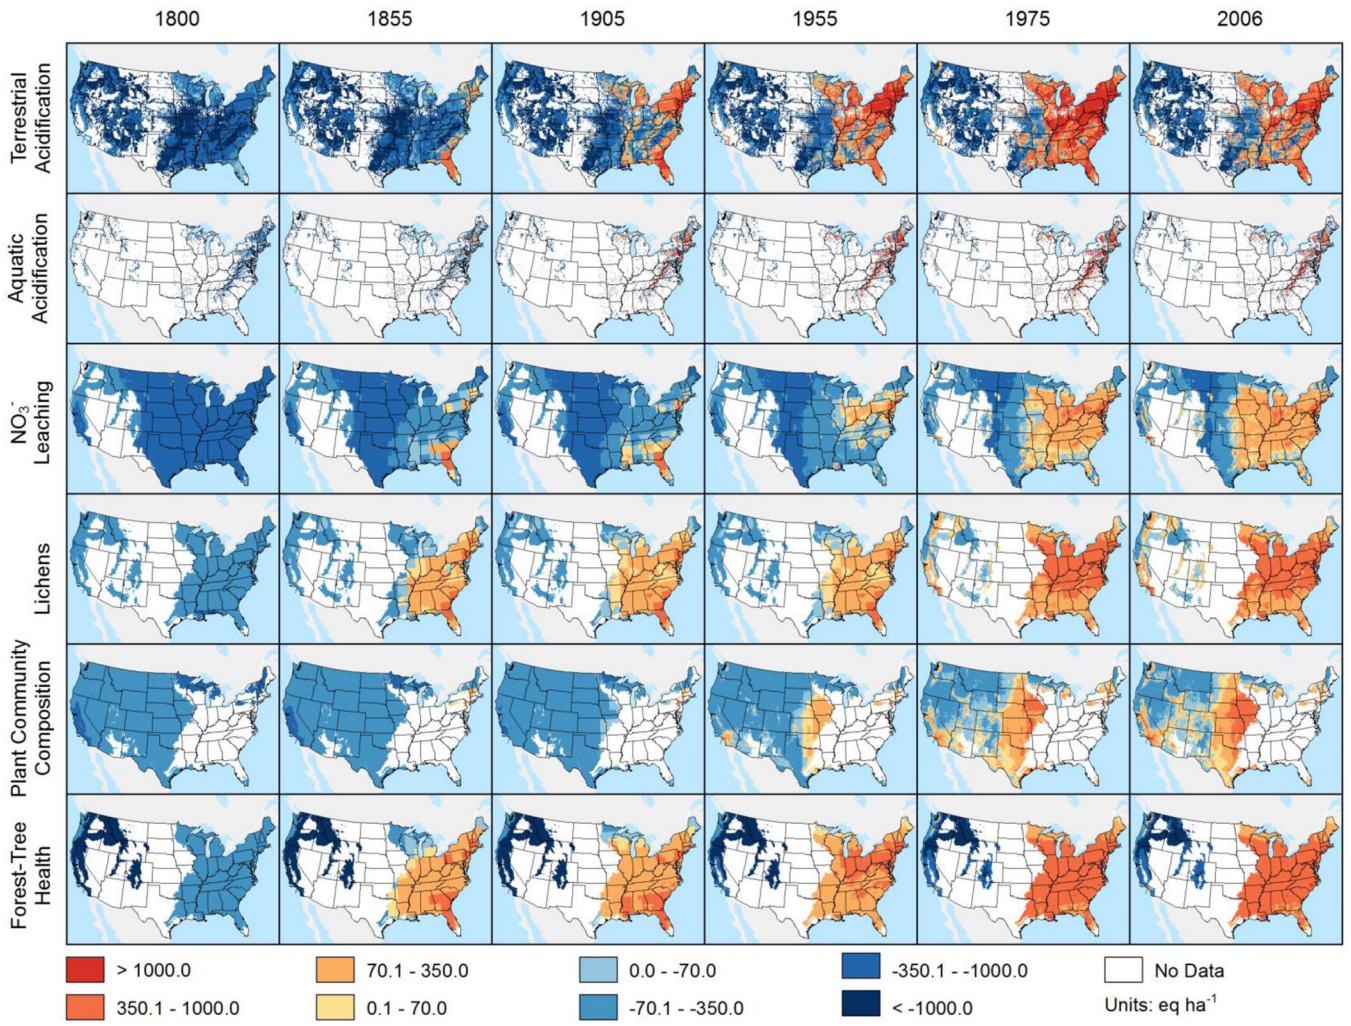 1800 1855 1905 1955 1975 2006
Terrestrial
Acidification
Aquatic
Acidification
NO₃⁻
Leaching
Lichens
Plant Community
Composition
Forest-Tree
Health
> 1000.0 70.1 - 350.0 0.0 - -70.0 -350.1 - -1000.0 No Data
350.1 - 1000.0 0.1 - 70.0 -70.1 - -350.0 < -1000.0 Units: eq ha⁻¹